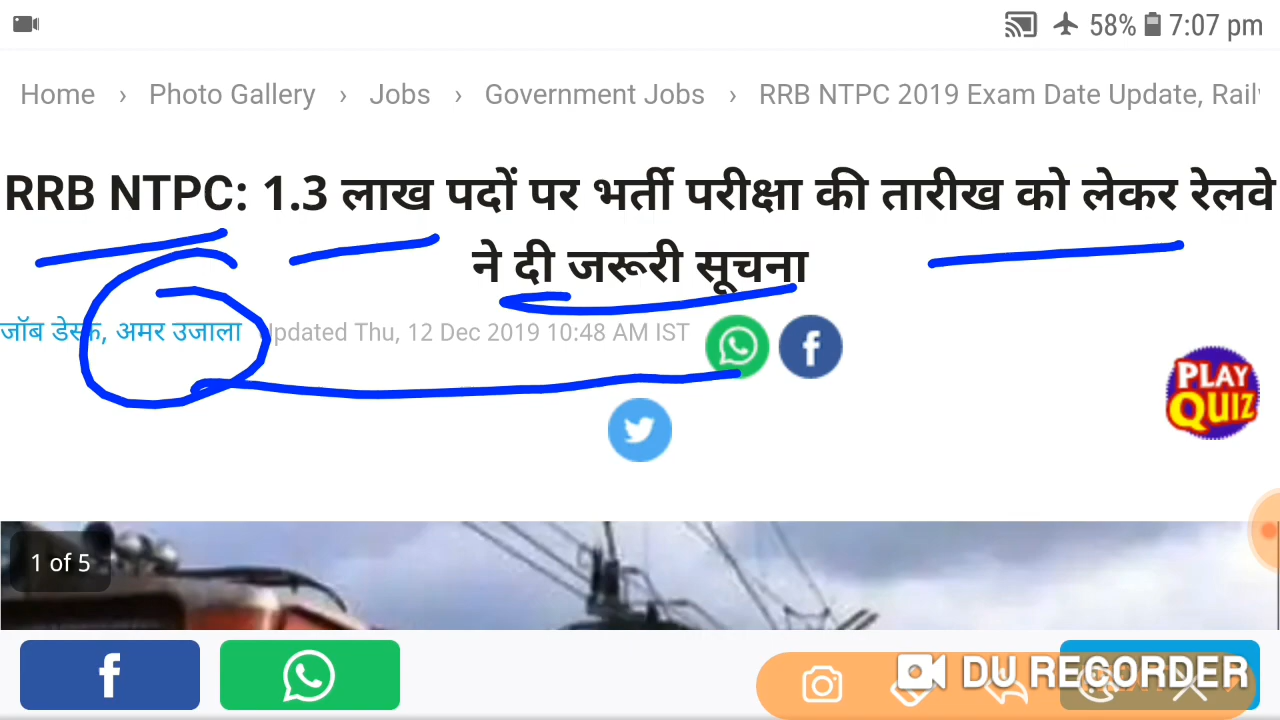 58% 7:07 pm
Home › Photo Gallery › Jobs › Government Jobs › RRB NTPC 2019 Exam Date Update,
RRB NTPC: 1.3 लाख पदों पर भर्ती परीक्षा की तारीख को लेकर रेलवे
ने दी जरूरी सूचना
जॉब डेस्क, अमर उजाला Updated Thu, 12 Dec 2019 10:48 AM IST
PLAY
QUIZ
1 of 5
DU RECORDER